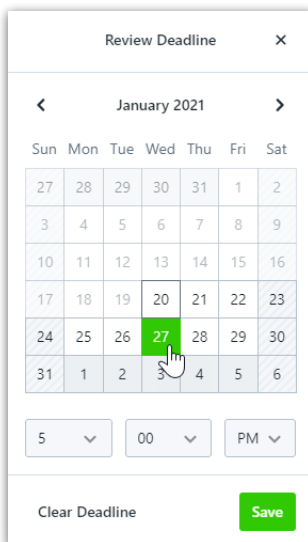 Review Deadline ×
< January 2021 >
Sun Mon Tue Wed Thu Fri Sat
27 28 29 30 31 1 2
3 4 5 6 7 8 9
10 11 12 13 14 15 16
17 18 19 20 21 22 23
24 25 26 27 28 29 30
31 1 2 3 4 5 6
5 00 PM
Clear Deadline Save